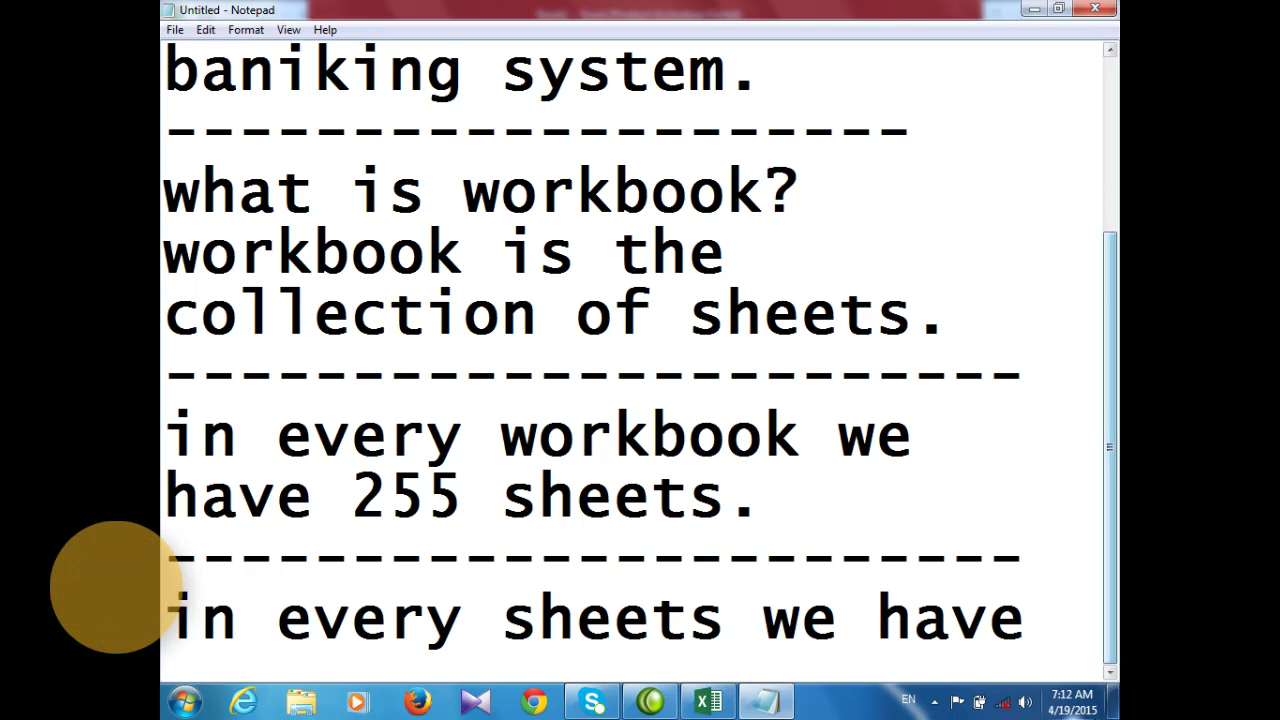 Untitled - Notepad
File Edit Format View Help
baniking system.
--------------------
what is workbook?
workbook is the
collection of sheets.
-----------------------
in every workbook we
have 255 sheets.
-----------------------
in every sheets we have
EN
7:12 AM
4/19/2015